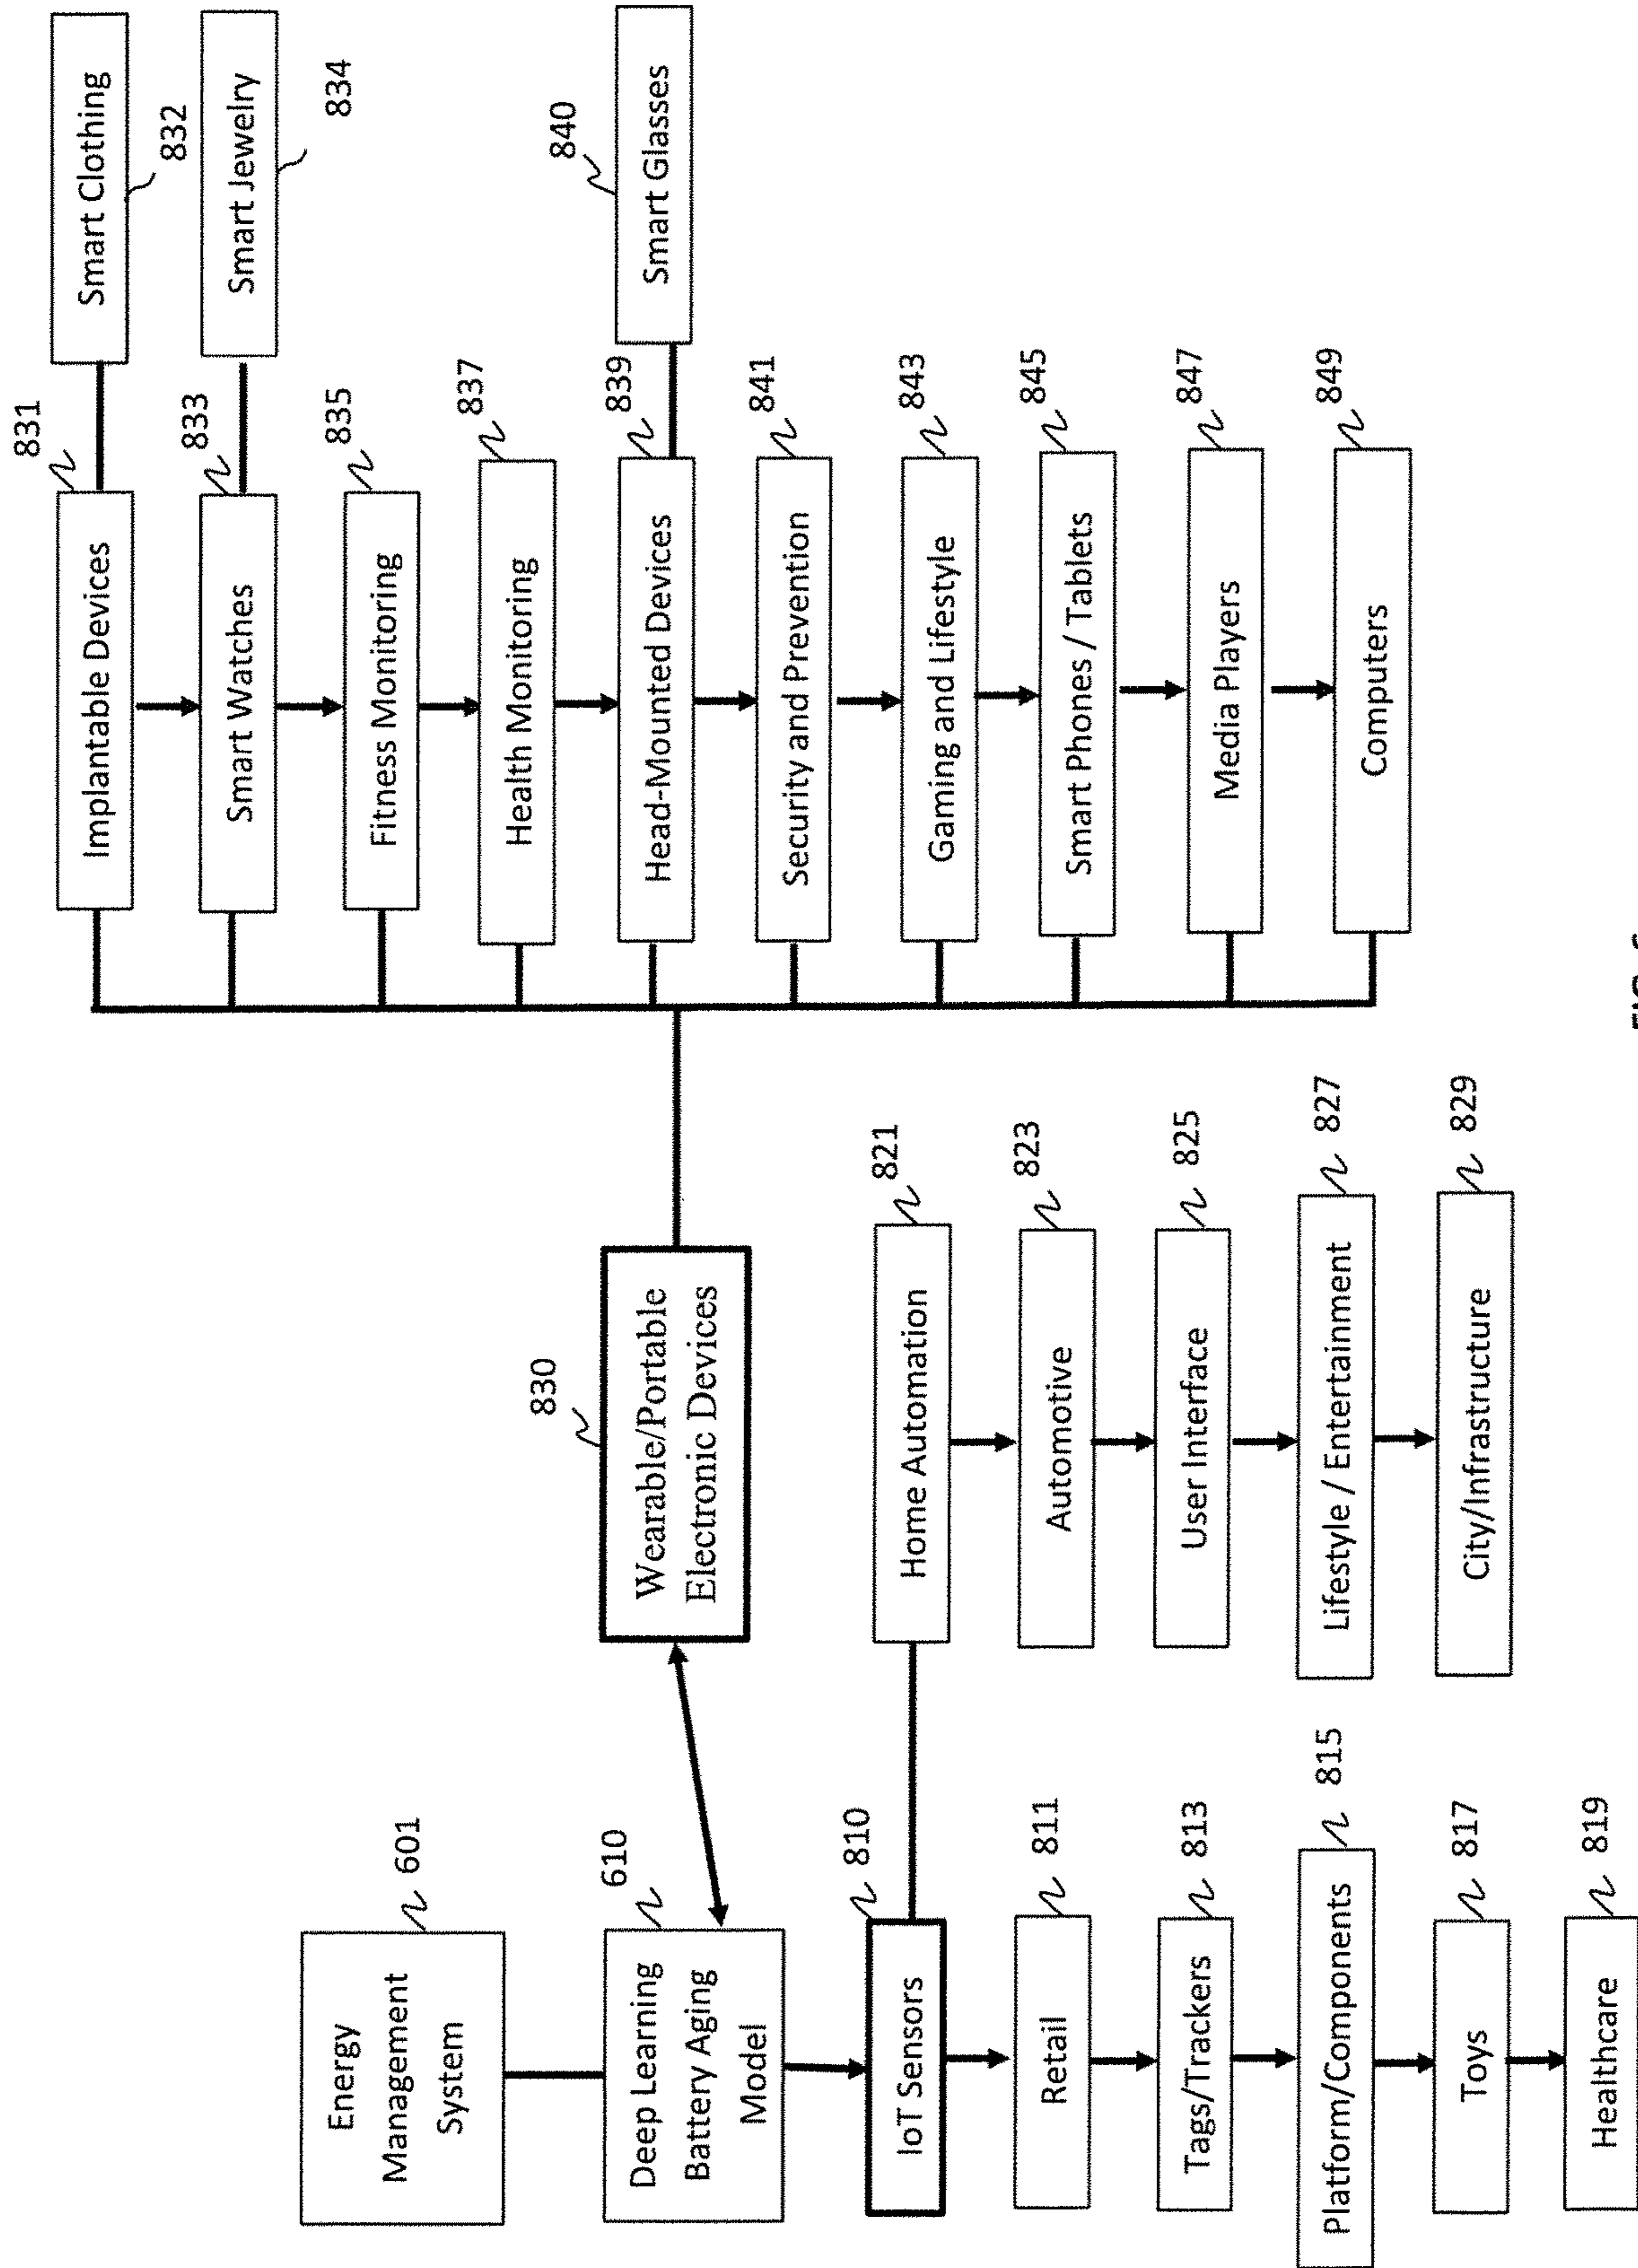 Energy
Management
System
601
Deep Learning
Battery Aging
Model
610
Wearable/Portable
Electronic Devices
830
IoT Sensors
810
Retail
811
Tags/Trackers
813
Platform/Components
815
Toys
817
Healthcare
819
Home Automation
821
Automotive
823
User Interface
825
Lifestyle / Entertainment
827
City/Infrastructure
829
Implantable Devices
831
Smart Clothing
832
Smart Watches
833
Smart Jewelry
834
Fitness Monitoring
835
Health Monitoring
837
Head-Mounted Devices
839
Smart Glasses
840
Security and Prevention
841
Gaming and Lifestyle
843
Smart Phones / Tablets
845
Media Players
847
Computers
849
FIG.